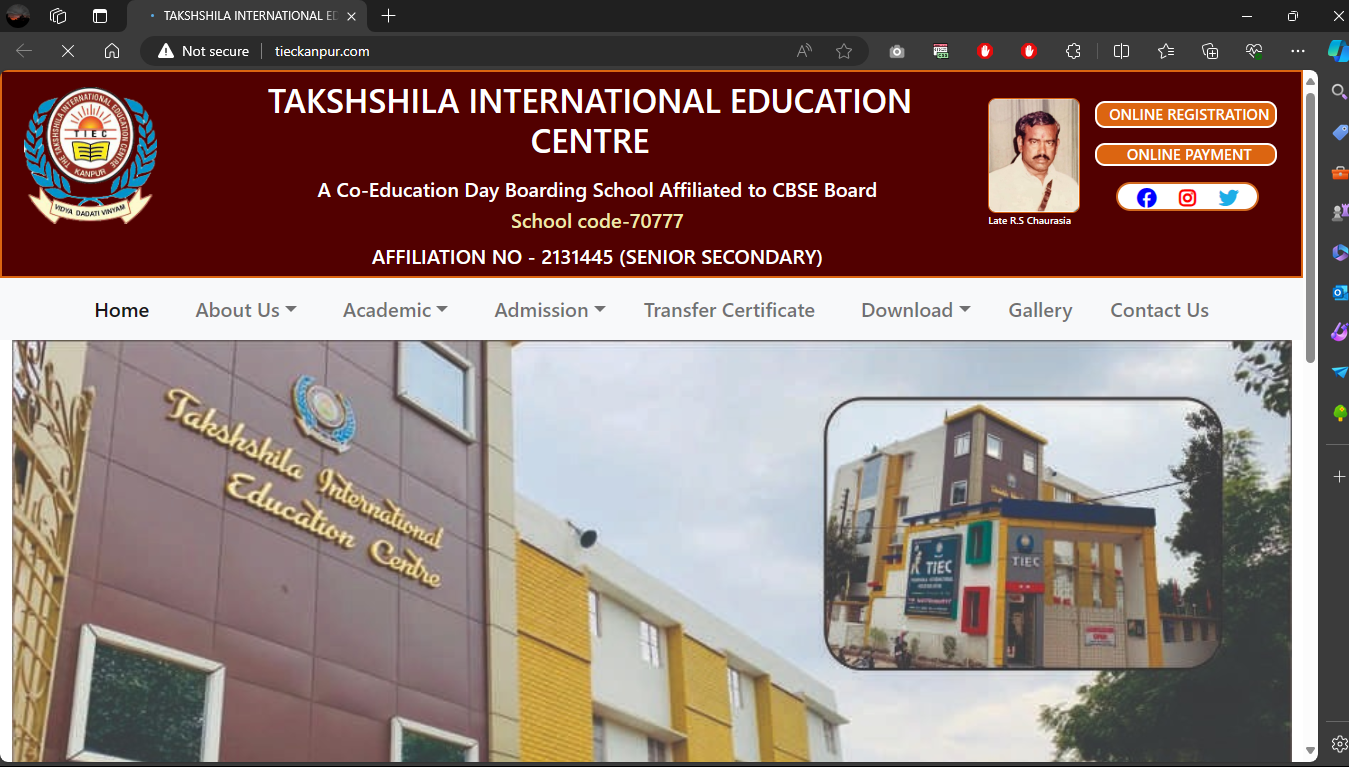 TAKSHSHILA INTERNATIONAL ED
Not secure
tieckanpur.com
THE TAKSHSHILA INTERNATIONAL EDUCATION CENTRE
TIEC
KANPUR
VIDYA DADATI VINYAM
TAKSHSHILA INTERNATIONAL EDUCATION
CENTRE
A Co-Education Day Boarding School Affiliated to CBSE Board
School code-70777
AFFILIATION NO - 2131445 (SENIOR SECONDARY)
Late R.S Chaurasia
ONLINE REGISTRATION
ONLINE PAYMENT
Home About Us Academic Admission Transfer Certificate Download Gallery Contact Us
Takshshila International
Education Centre
TIEC
TIEC